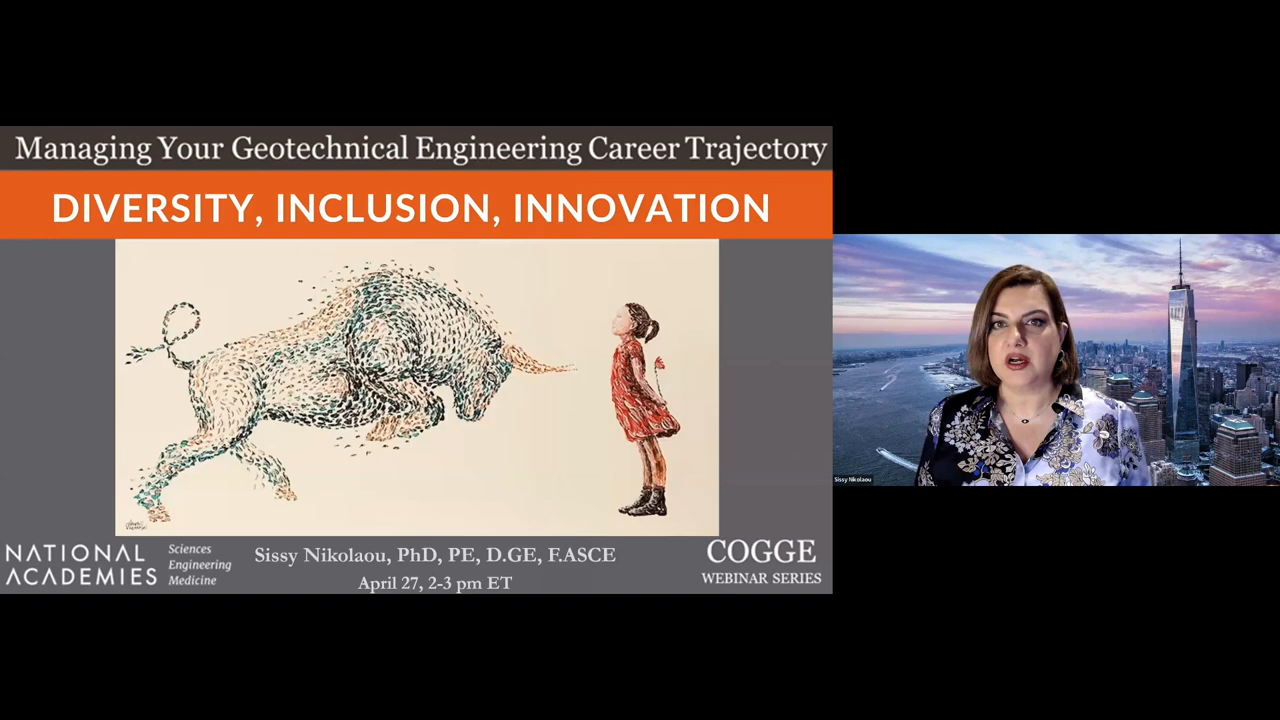 Managing Your Geotechnical Engineering Career Trajectory
DIVERSITY, INCLUSION, INNOVATION
NATIONAL
ACADEMIES
Sciences
Engineering
Medicine
Sissy Nikolaou, PhD, PE, D.GE, F.ASCE
April 27, 2-3 pm ET
COGGE
WEBINAR SERIES
Sissy Nikolaou